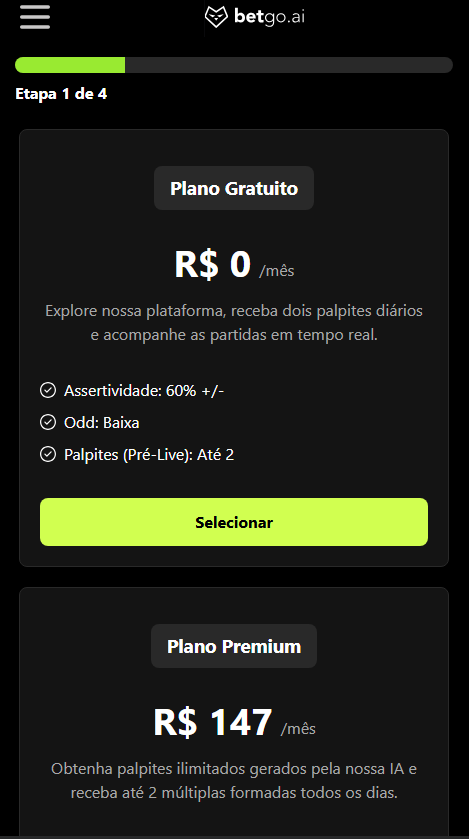 betgo.ai
Etapa 1 de 4
Plano Gratuito
R$ 0 /mês
Explore nossa plataforma, receba dois palpites diários
e acompanhe as partidas em tempo real.
Assertividade: 60% +/-
Odd: Baixa
Palpites (Pré-Live): Até 2
Selecionar
Plano Premium
R$ 147 /mês
Obtenha palpites ilimitados gerados pela nossa IA e
receba até 2 múltiplas formadas todos os dias.